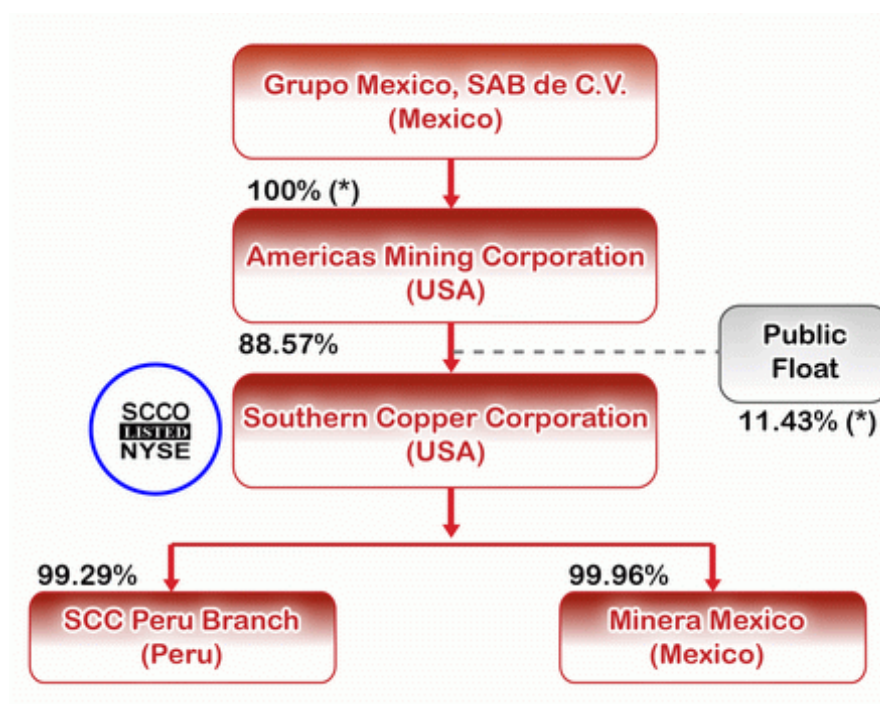 Grupo Mexico, SAB de C.V.
(Mexico)
100% (*)
Americas Mining Corporation
(USA)
88.57%
Public
Float
11.43% (*)
SCCO
LISTED
NYSE
Southern Copper Corporation
(USA)
99.29%
99.96%
SCC Peru Branch
(Peru)
Minera Mexico
(Mexico)